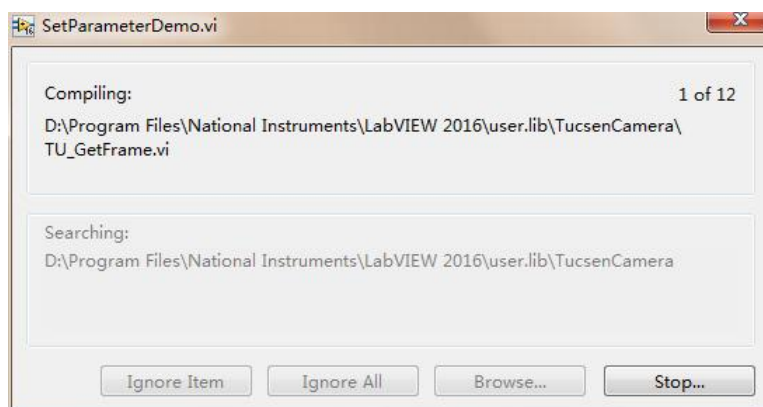 SetParameterDemo.vi
Compiling:
1 of 12
D:\Program Files\National Instruments\LabVIEW 2016\user.lib\TucsenCamera\
TU_GetFrame.vi
Searching:
D:\Program Files\National Instruments\LabVIEW 2016\user.lib\TucsenCamera
Ignore Item
Ignore All
Browse...
Stop...